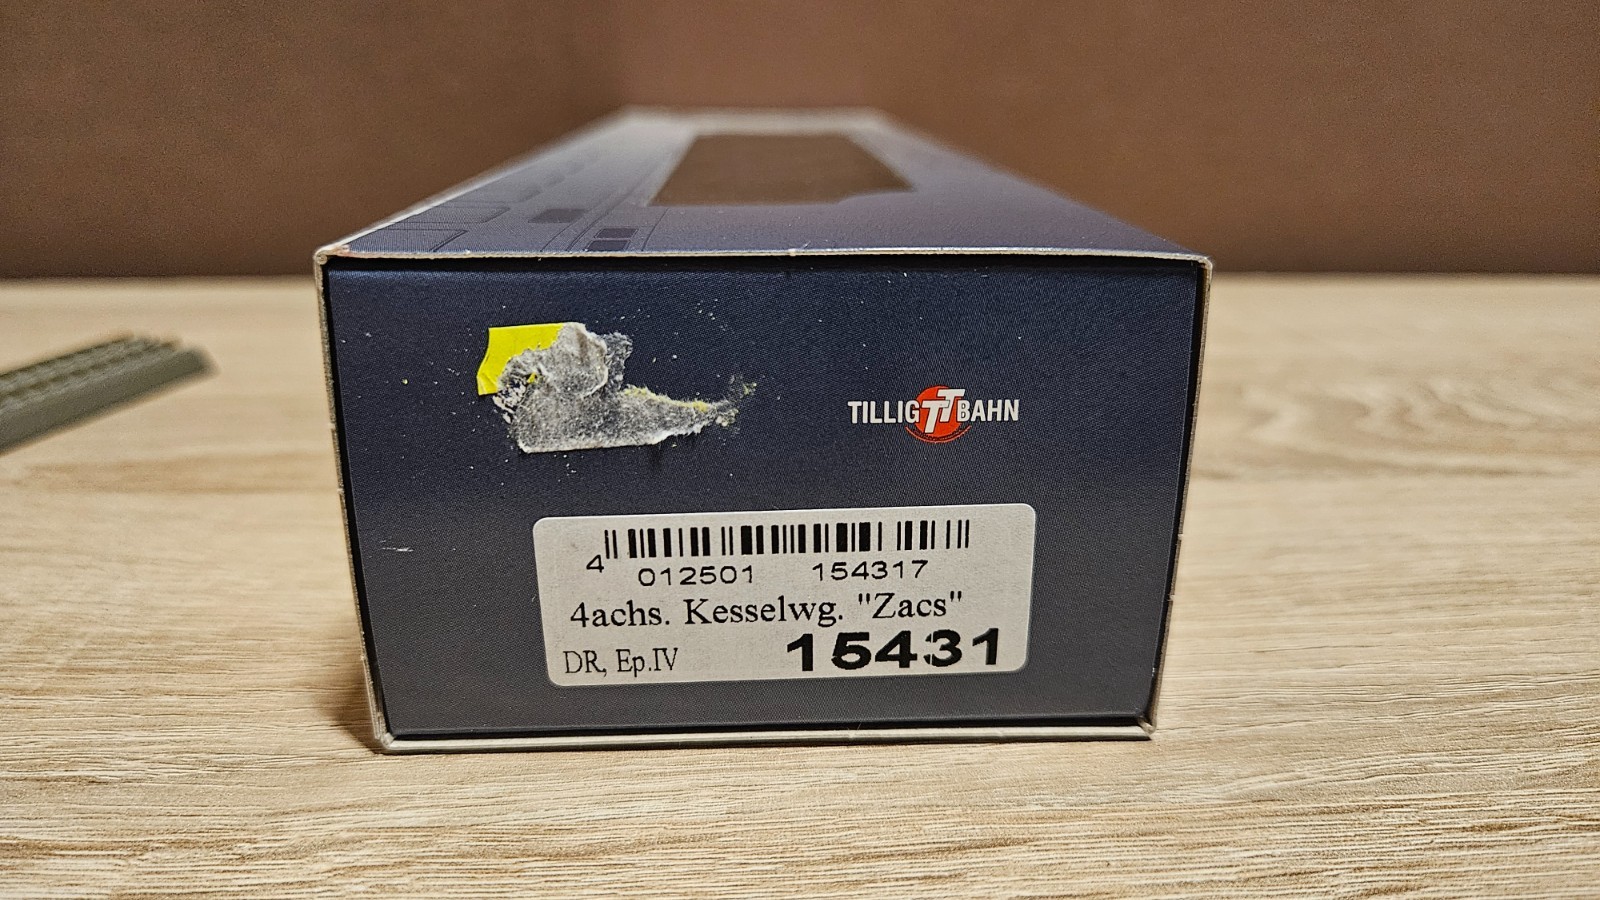 TILLIG TT BAHN
4 012501 154317
4achs. Kesselwg. "Zacs"
DR, Ep.IV 15431